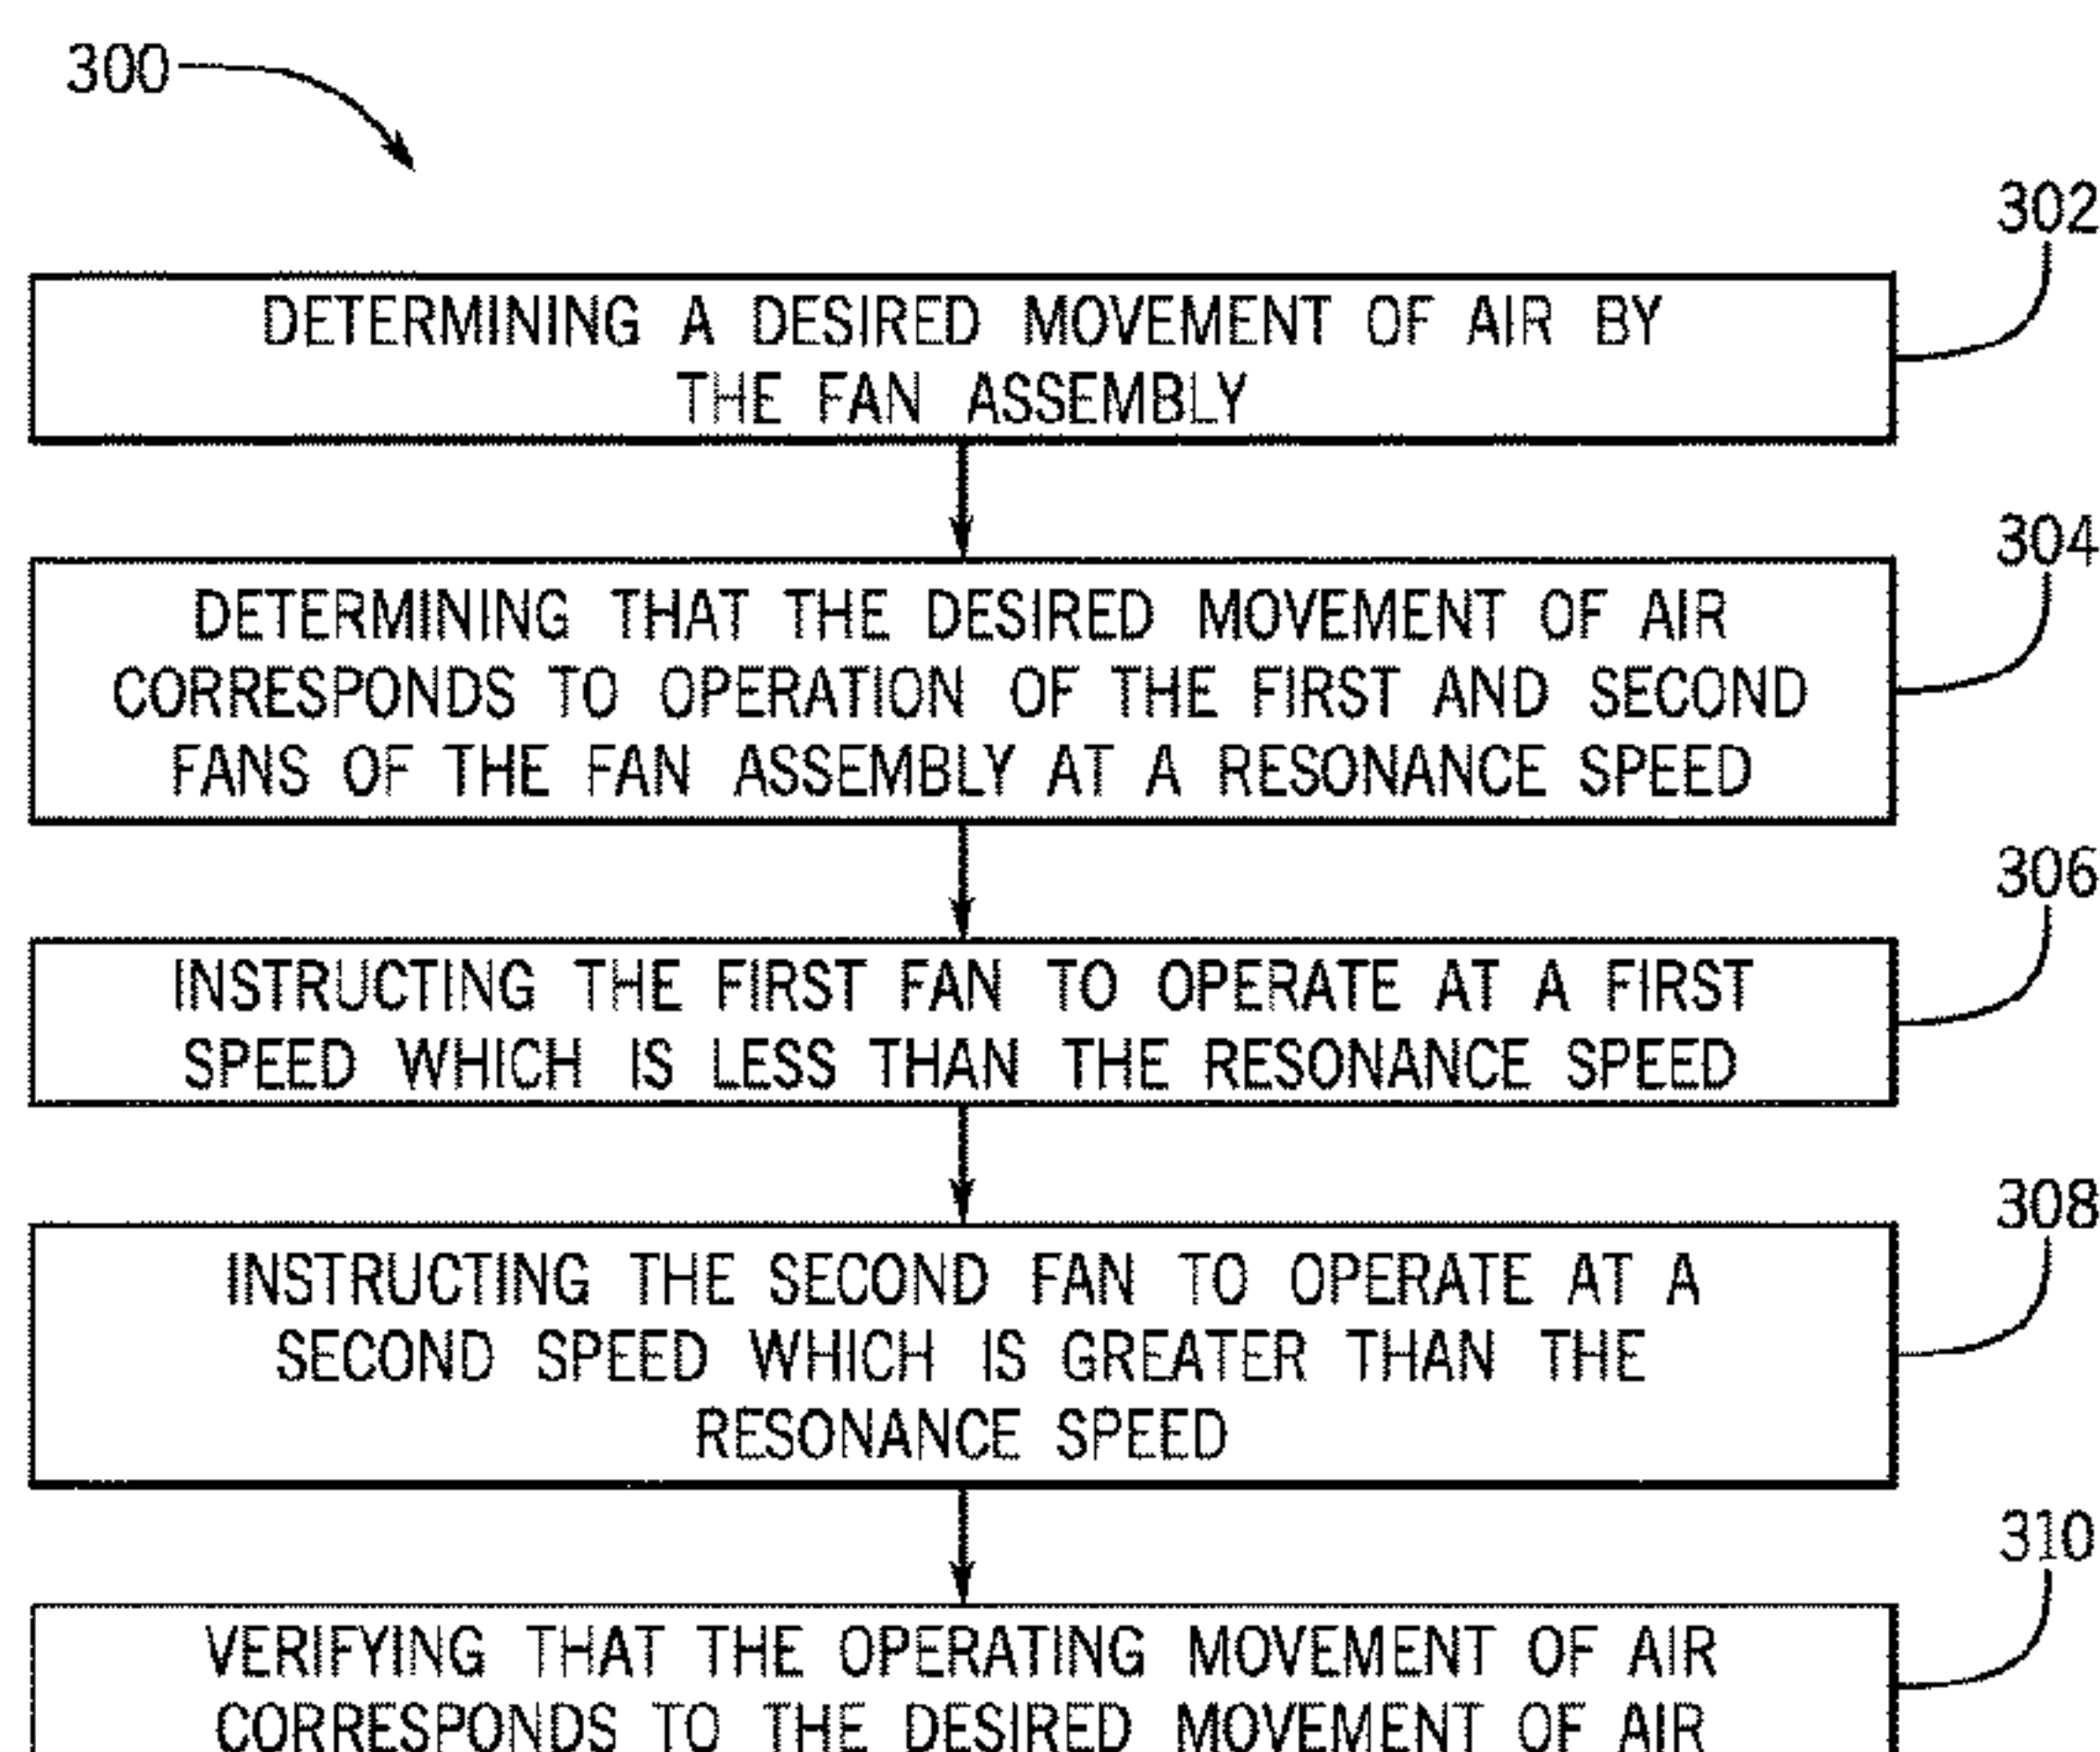 300
302
DETERMINING A DESIRED MOVEMENT OF AIR BY
THE FAN ASSEMBLY
304
DETERMINING THAT THE DESIRED MOVEMENT OF AIR
CORRESPONDS TO OPERATION OF THE FIRST AND SECOND
FANS OF THE FAN ASSEMBLY AT A RESONANCE SPEED
306
INSTRUCTING THE FIRST FAN TO OPERATE AT A FIRST
SPEED WHICH IS LESS THAN THE RESONANCE SPEED
308
INSTRUCTING THE SECOND FAN TO OPERATE AT A
SECOND SPEED WHICH IS GREATER THAN THE
RESONANCE SPEED
310
VERIFYING THAT THE OPERATING MOVEMENT OF AIR
CORRESPONDS TO THE DESIRED MOVEMENT OF AIR